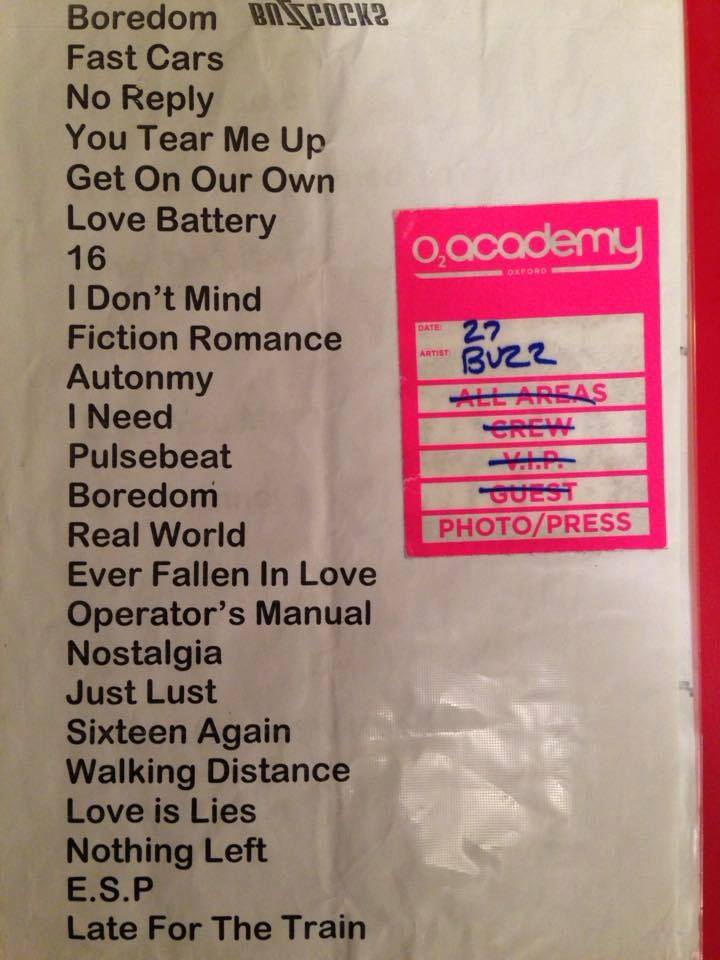 Boredom BUZZCOCKS
Fast Cars
No Reply
You Tear Me Up
Get On Our Own
Love Battery
16
I Don't Mind
Fiction Romance
Autonmy
I Need
Pulsebeat
Boredom
Real World
Ever Fallen In Love
Operator's Manual
Nostalgia
Just Lust
Sixteen Again
Walking Distance
Love is Lies
Nothing Left
E.S.P
Late For The Train
O2 academy
OXFORD
DATE: 27
ARTIST: BUZZ
ALL AREAS
CREW
V.I.P.
GUEST
PHOTO/PRESS